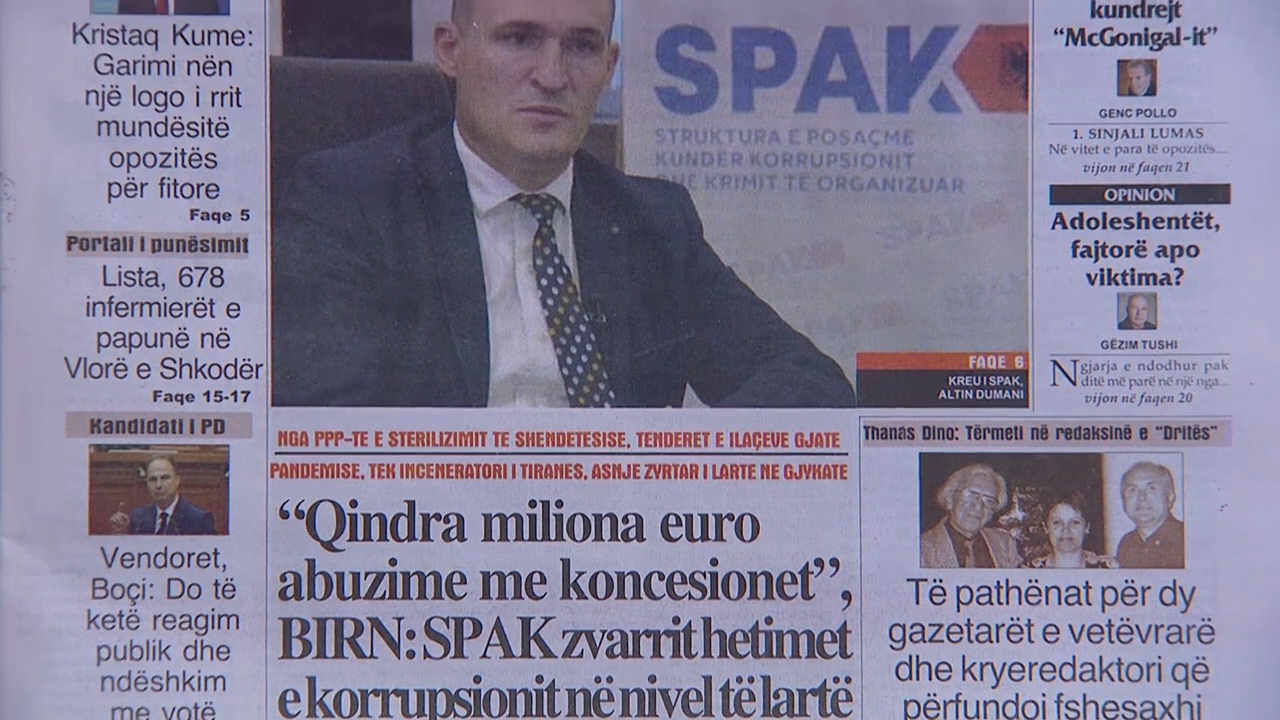 Kristaq Kume:
Garimi nën
një logo i rrit
mundësitë
opozitës
për fitore
Faqe 5
Portali i punësimit
Lista, 678
infermierët e
papunë në
Vlorë e Shkodër
Faqe 15-17
Kandidati i PD
Vendoret,
Boçi: Do të
ketë reagim
publik dhe
ndëshkim
me votë
SPAK
STRUKTURA E POSAÇME
KUNDER KORRUPSIONIT
DHE KRIMIT TË ORGANIZUAR
SPAK
SPAK
SPAK
SPAK
FAQE 6
KREU I SPAK,
ALTIN DUMANI
NGA PPP-TE E STERILIZIMIT TE SHENDETESISE, TENDERET E ILAÇEVE GJATE
PANDEMISE, TEK INCENERATORI I TIRANES, ASNJE ZYRTAR I LARTE NE GJYKATE
“Qindra miliona euro
abuzime me koncesionet”,
BIRN: SPAK zvarrit hetimet
e korrupsionit në nivel të lartë
kundrejt
“McGonigal-it”
GENC POLLO
1. SINJALI LUMAS
Në vitet e para të opozitës...
vijon në faqen 21
OPINION
Adoleshentët,
fajtorë apo
viktima?
GËZIM TUSHI
Ngjarja e ndodhur pak
ditë më parë në një nga...
vijon në faqen 20
Thanas Dino: Tërmeti në redaksinë e “Dritës”
Të pathënat për dy
gazetarët e vetëvrarë
dhe kryeredaktori që
përfundoi fshesaxhi